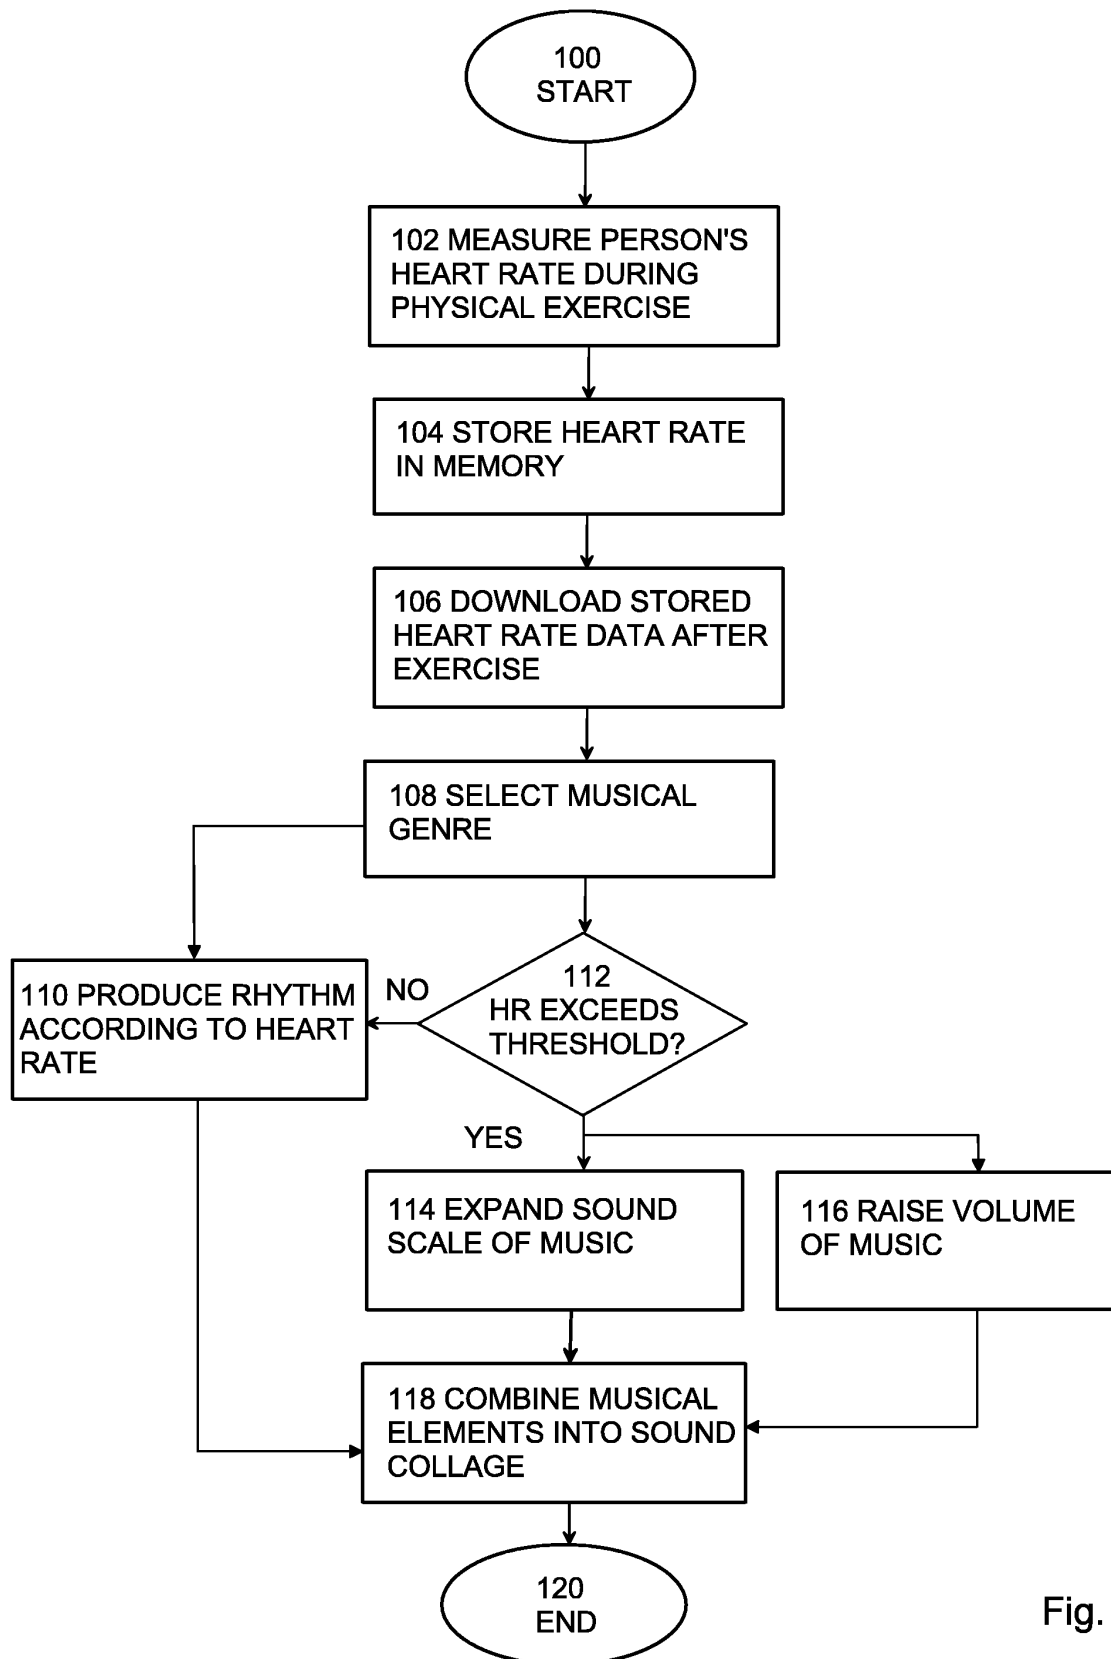 100
START
102 MEASURE PERSON'S
HEART RATE DURING
PHYSICAL EXERCISE
104 STORE HEART RATE
IN MEMORY
106 DOWNLOAD STORED
HEART RATE DATA AFTER
EXERCISE
108 SELECT MUSICAL
GENRE
110 PRODUCE RHYTHM
ACCORDING TO HEART
RATE
NO
112
HR EXCEEDS
THRESHOLD?
YES
114 EXPAND SOUND
SCALE OF MUSIC
116 RAISE VOLUME
OF MUSIC
118 COMBINE MUSICAL
ELEMENTS INTO SOUND
COLLAGE
120
END
Fig.